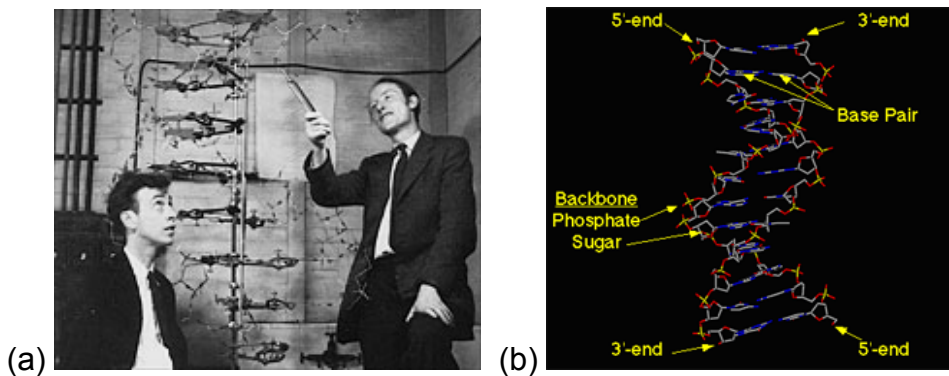 5'-end 3'-end
Base Pair
Backbone
Phosphate
Sugar
3'-end 5'-end
(a) (b)